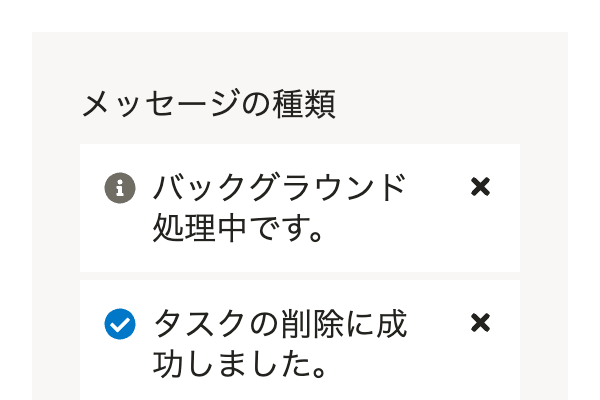 メッセージの種類
バックグラウンド
処理中です。
タスクの削除に成
功しました。